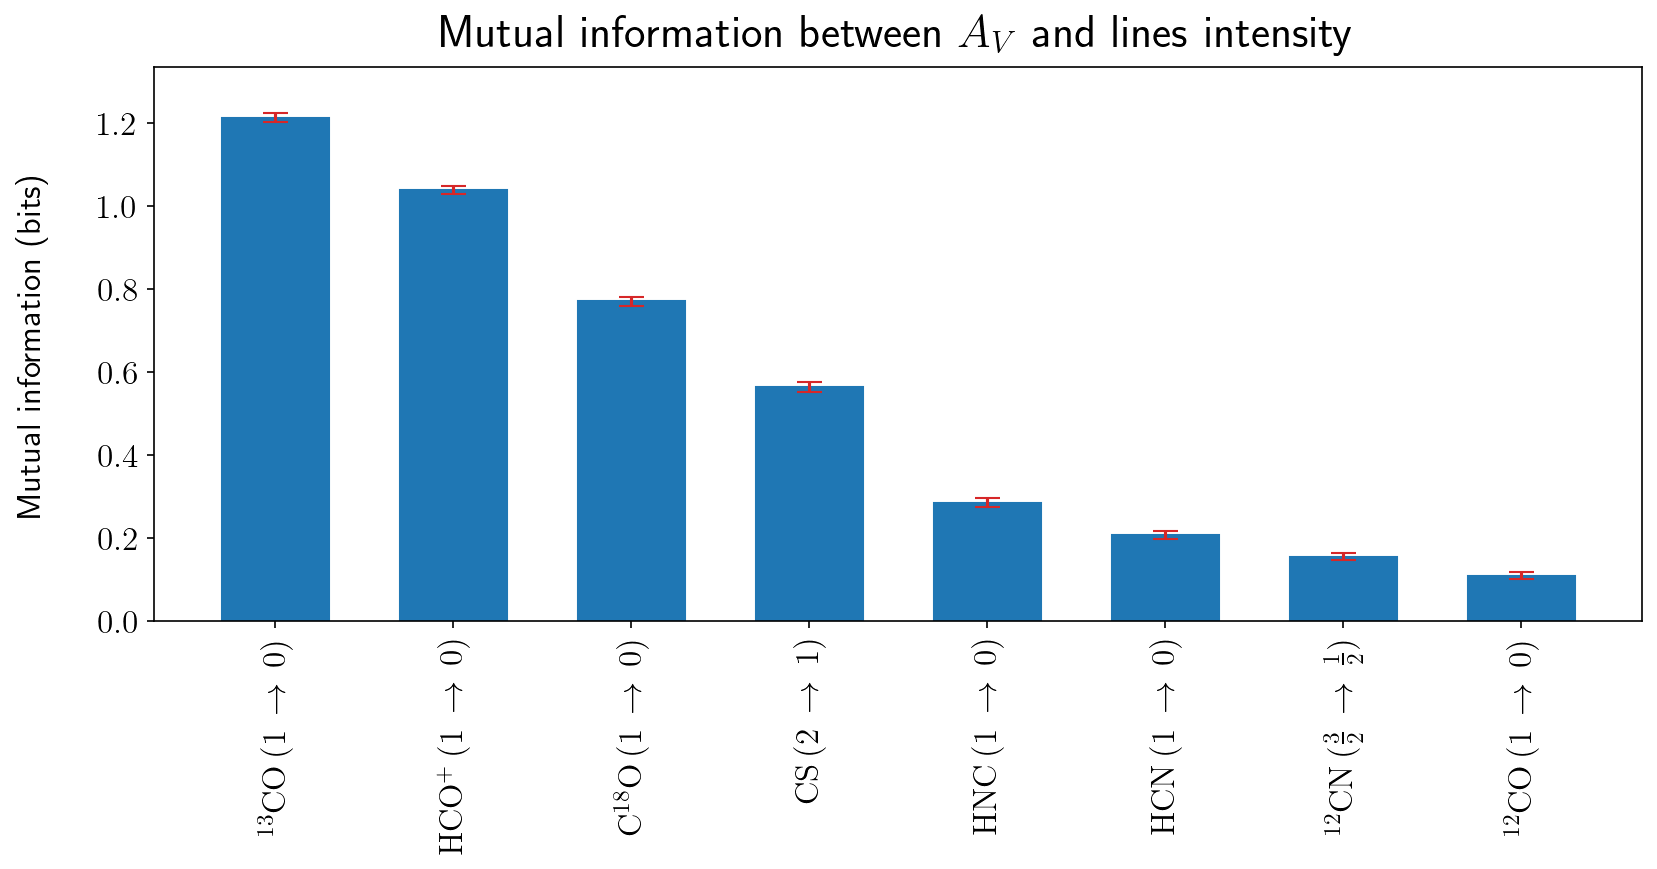 Mutual information between A_V and lines intensity
Mutual information (bits)
1.2
1.0
0.8
0.6
0.4
0.2
0.0
¹³CO (1 → 0)
HCO⁺ (1 → 0)
C¹⁸O (1 → 0)
CS (2 → 1)
HNC (1 → 0)
HCN (1 → 0)
¹²CN (3/2 → 1/2)
¹²CO (1 → 0)